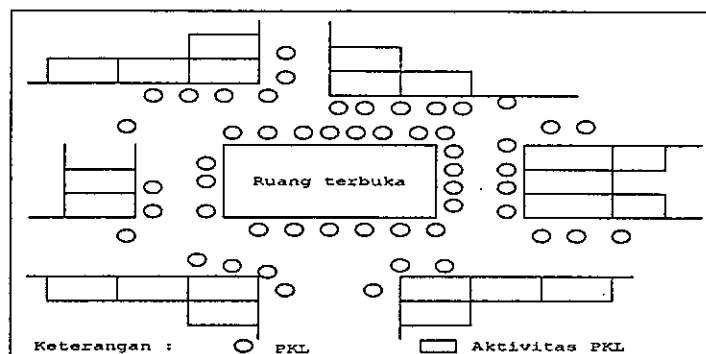 Ruang terbuka
Keterangan : PKL Aktivitas PKL